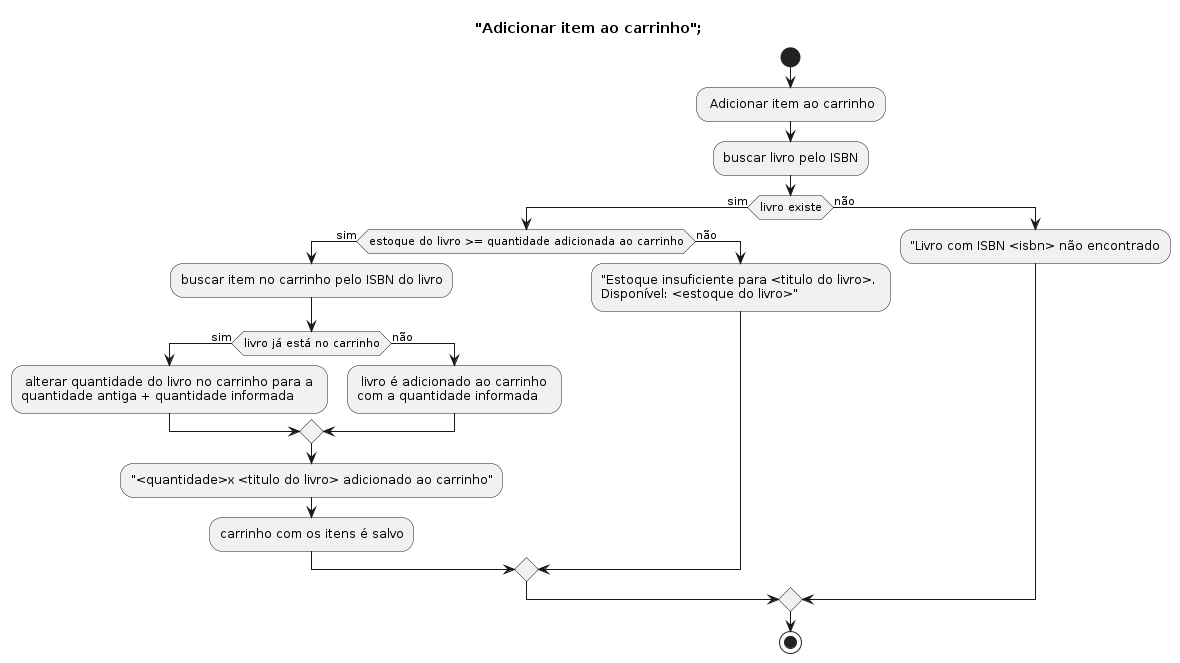 "Adicionar item ao carrinho";
Adicionar item ao carrinho
buscar livro pelo ISBN
sim
livro existe
não
sim
estoque do livro >= quantidade adicionada ao carrinho
não
"Livro com ISBN <isbn> não encontrado
buscar item no carrinho pelo ISBN do livro
"Estoque insuficiente para <titulo do livro>.
Disponível: <estoque do livro>"
sim
livro já está no carrinho
não
alterar quantidade do livro no carrinho para a
quantidade antiga + quantidade informada
livro é adicionado ao carrinho
com a quantidade informada
"<quantidade>x <titulo do livro> adicionado ao carrinho"
carrinho com os itens é salvo